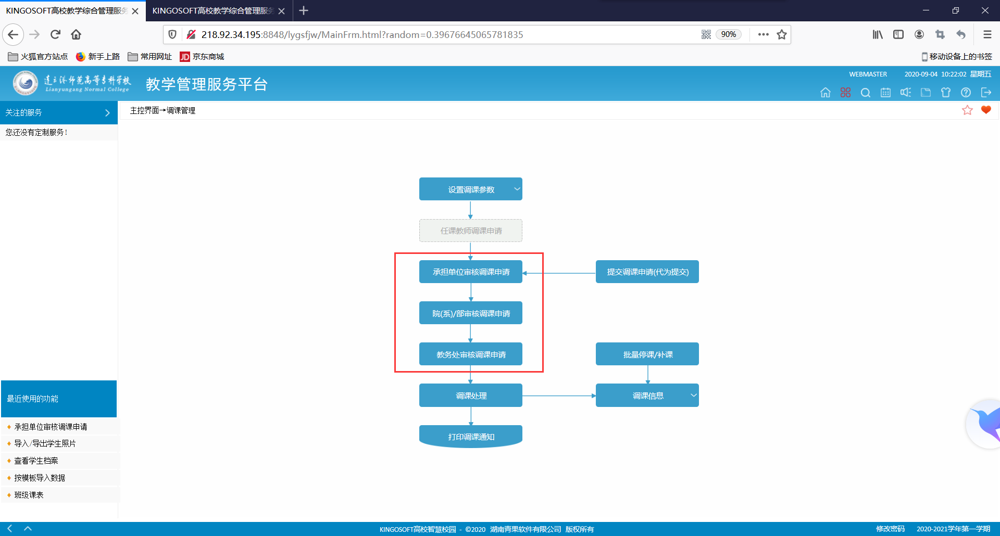 KINGOSOFT高校教学综合管理服务
KINGOSOFT高校教学综合管理服务
218.92.34.195:8848/lygsfjw/MainFrm.html?random=0.39676645065781835
90%
火狐官方站点
新手上路
常用网址
JD 京东商城
移动设备上的书签
连云港师范高等专科学校
Lianyungang Normal College
教学管理服务平台
WEBMASTER
2020-09-04 10:22:02 星期五
关注的服务
主控界面→调课管理
您还没有定制服务！
设置调课参数
任课教师调课申请
承担单位审核调课申请
提交调课申请(代为提交)
院(系)/部审核调课申请
教务处审核调课申请
批量停课/补课
调课处理
调课信息
打印调课通知
最近使用的功能
承担单位审核调课申请
导入/导出学生照片
查看学生档案
按模板导入数据
班级课表
KINGOSOFT高校智慧校园 - ©2020 湖南青果软件有限公司 版权所有
修改密码
2020-2021学年第一学期